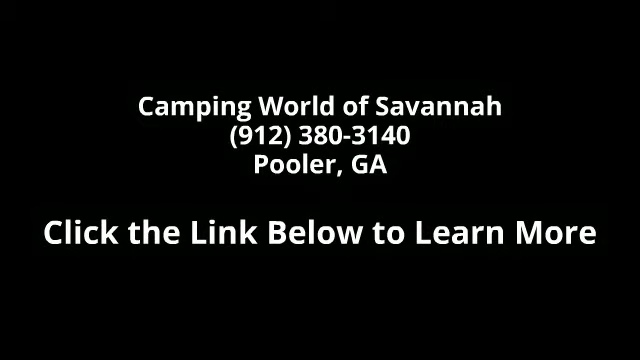 Camping World of Savannah
(912) 380-3140
Pooler, GA
Click the Link Below to Learn More